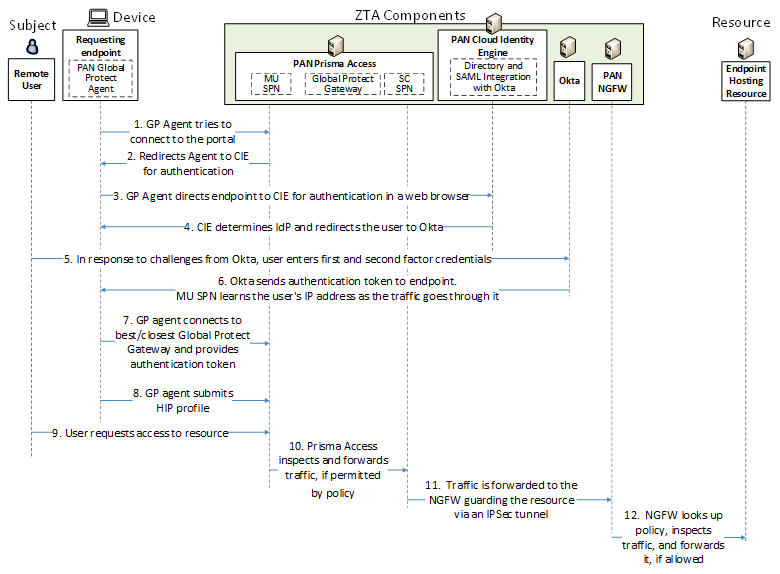 Subject
Device
ZTA Components
Resource
Remote
User
Requesting
endpoint
PAN Global
Protect
Agent
PAN Prisma Access
MU
SPN
Global Protect
Gateway
SC
SPN
PAN Cloud Identity
Engine
Directory and
SAML Integration
with Okta
Okta
PAN
NGFW
Endpoint
Hosting
Resource
1. GP Agent tries to
connect to the portal
2. Redirects Agent to CIE
for authentication
3. GP Agent directs endpoint to CIE for authentication in a web browser
4. CIE determines IdP and redirects the user to Okta
5. In response to challenges from Okta, user enters first and second factor credentials
6. Okta sends authentication token to endpoint.
MU SPN learns the user's IP address as the traffic goes through it
7. GP agent connects to
best/closest Global Protect
Gateway and provides
authentication token
8. GP agent submits
HIP profile
9. User requests access to resource
10. Prisma Access
inspects and forwards
traffic, if permitted
by policy
11. Traffic is forwarded to the
NGFW guarding the resource
via an IPSec tunnel
12. NGFW looks up
policy, inspects
traffic, and forwards
it, if allowed